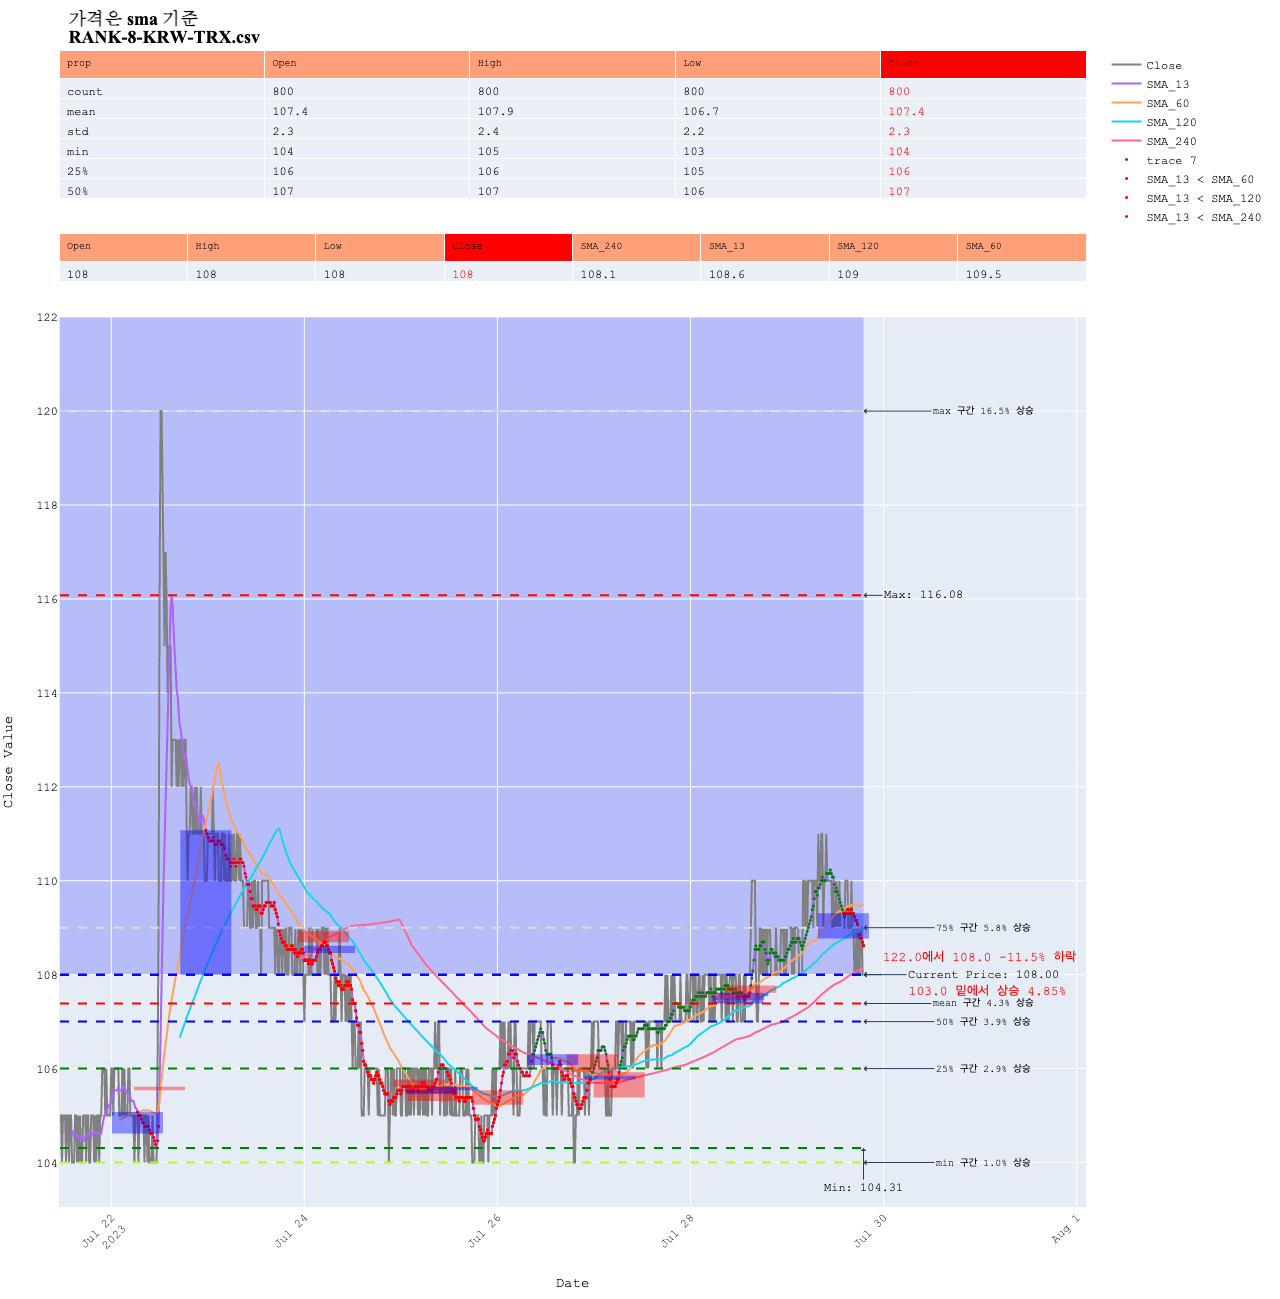 가격은 sma 기준
RANK-8-KRW-TRX.csv
prop Open High Low Close
count 800 800 800 800
mean 107.4 107.9 106.7 107.4
std 2.3 2.4 2.2 2.3
min 104 105 103 104
25% 106 106 105 106
50% 107 107 106 107
Close
SMA_13
SMA_60
SMA_120
SMA_240
trace 7
SMA_13 < SMA_60
SMA_13 < SMA_120
SMA_13 < SMA_240
Open High Low Close SMA_240 SMA_13 SMA_120 SMA_60
108 108 108 108 108.1 108.6 109 109.5
122
120
118
116
114
112
110
108
106
104
Close Value
max 구간 16.5% 상승
Max: 116.08
75% 구간 5.8% 상승
122.0에서 108.0 -11.5% 하락
Current Price: 108.00
103.0 밑에서 상승 4.85%
mean 구간 4.3% 상승
50% 구간 3.9% 상승
25% 구간 2.9% 상승
min 구간 1.0% 상승
Min: 104.31
Jul 22
2023
Jul 24
Jul 26
Jul 28
Jul 30
Aug 1
Date